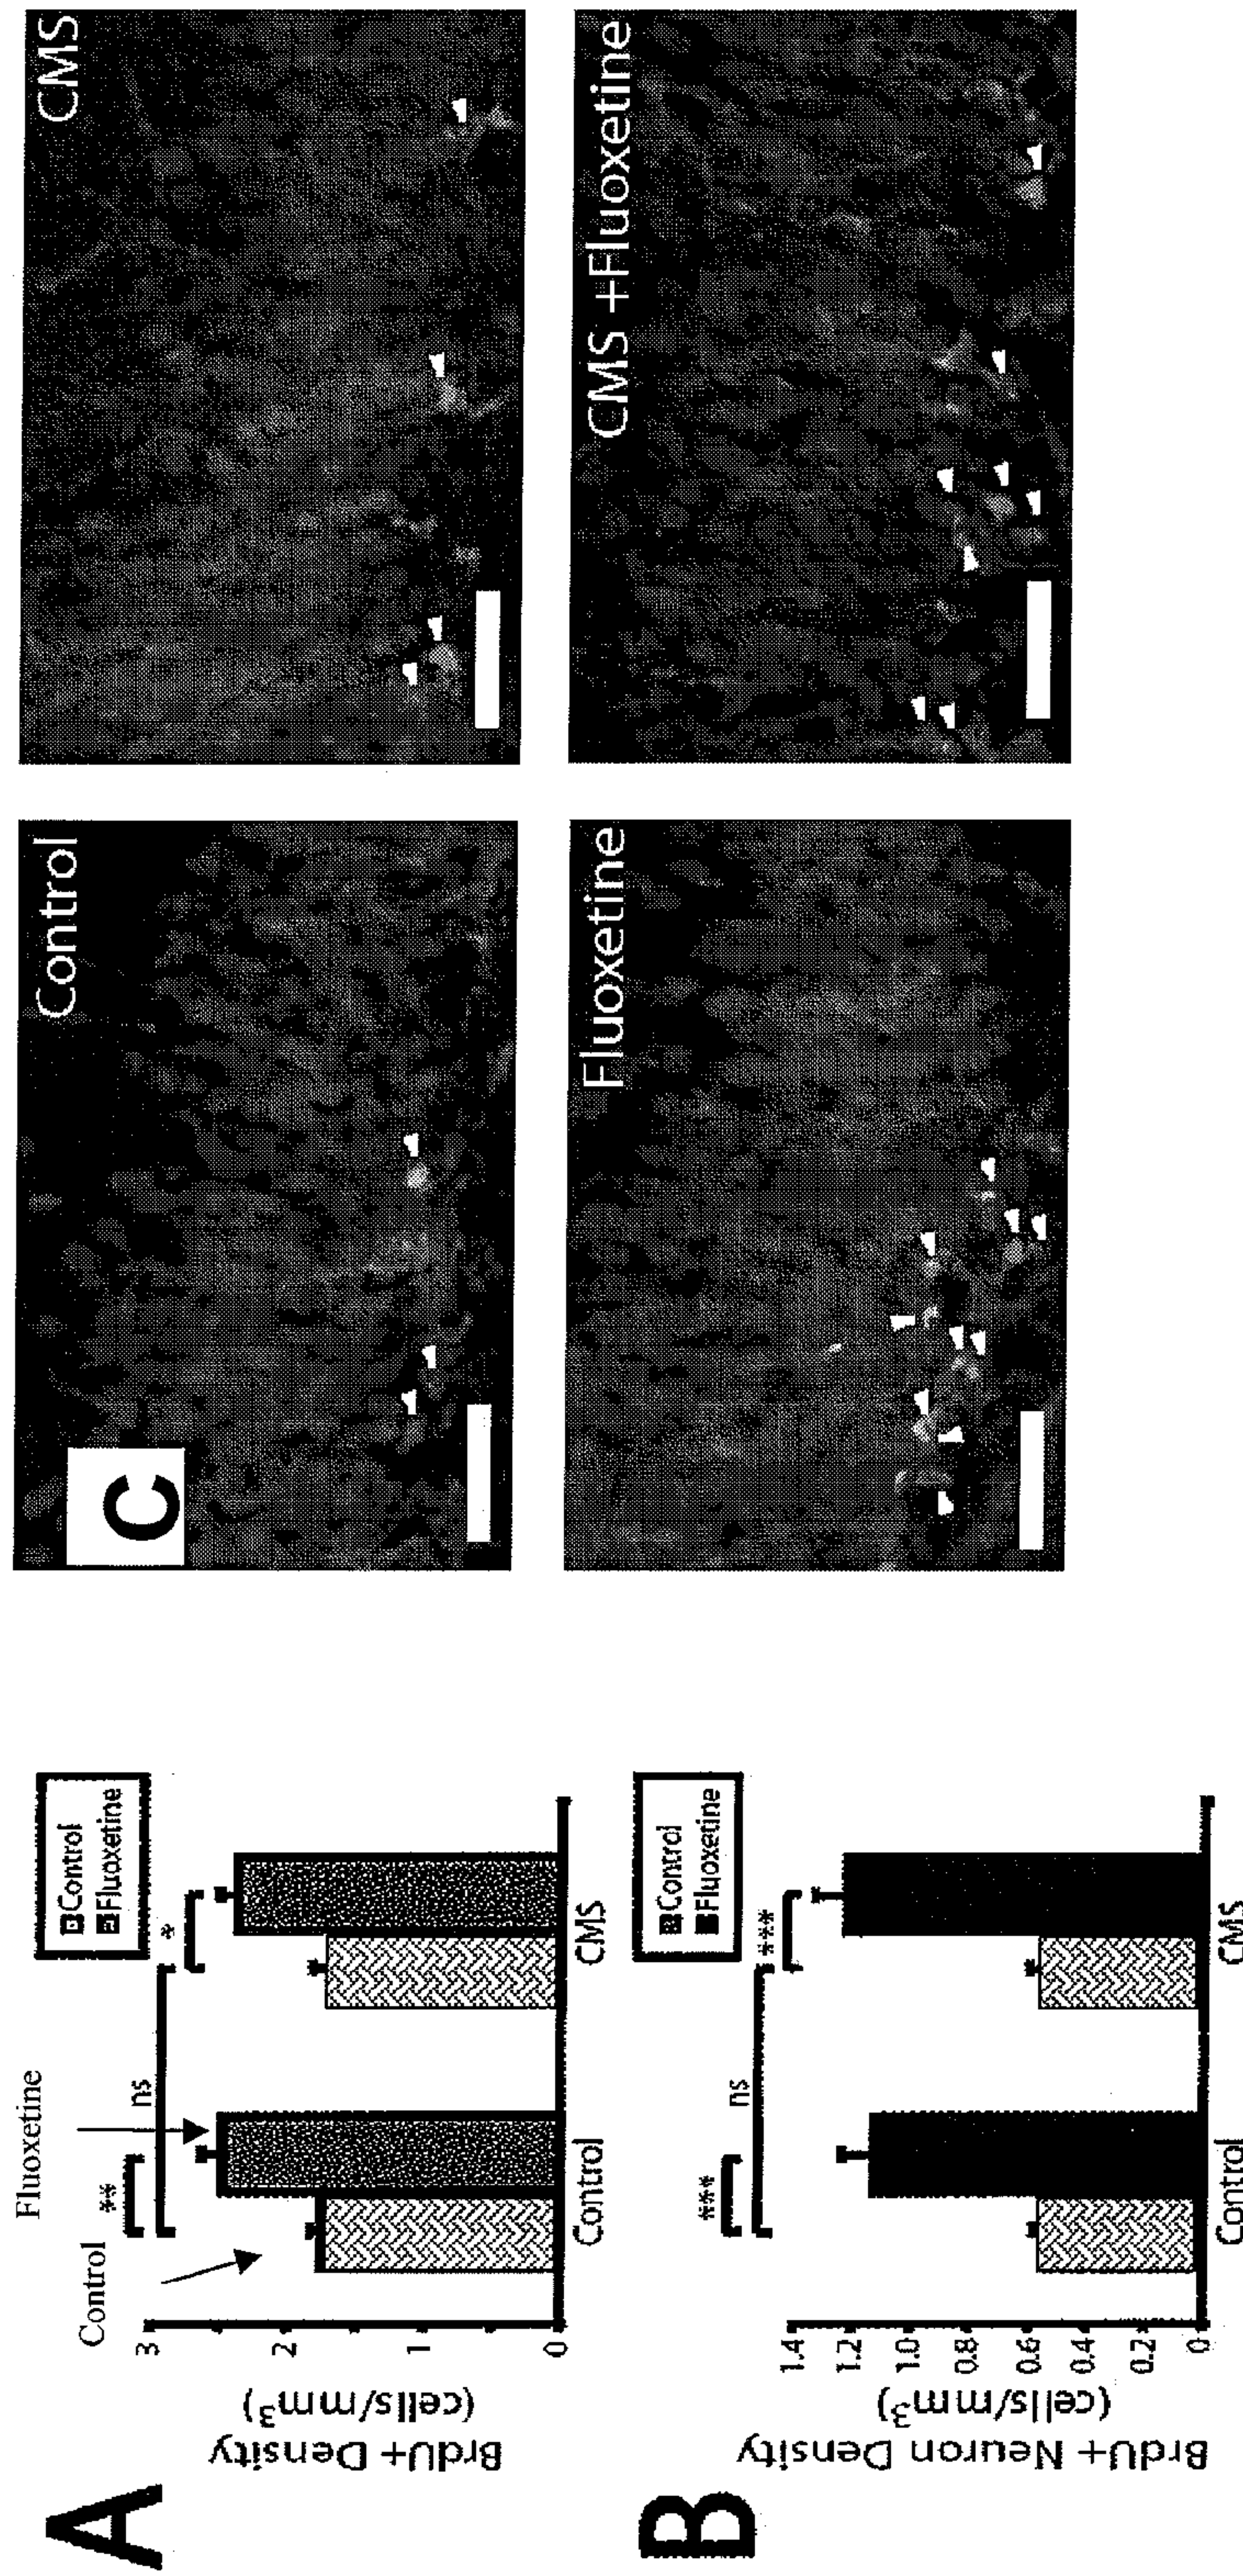 A
BrdU+ Density
(cells/mm³)
3
2
1
0
Control
Fluoxetine
**
ns
*
Control
Fluoxetine
Control
CMS
B
BrdU+ Neuron Density
(cells/mm³)
1.4
1.2
1.0
0.8
0.6
0.4
0.2
0
***
ns
***
Control
Fluoxetine
Control
CMS
C
Control
CMS
Fluoxetine
CMS +Fluoxetine